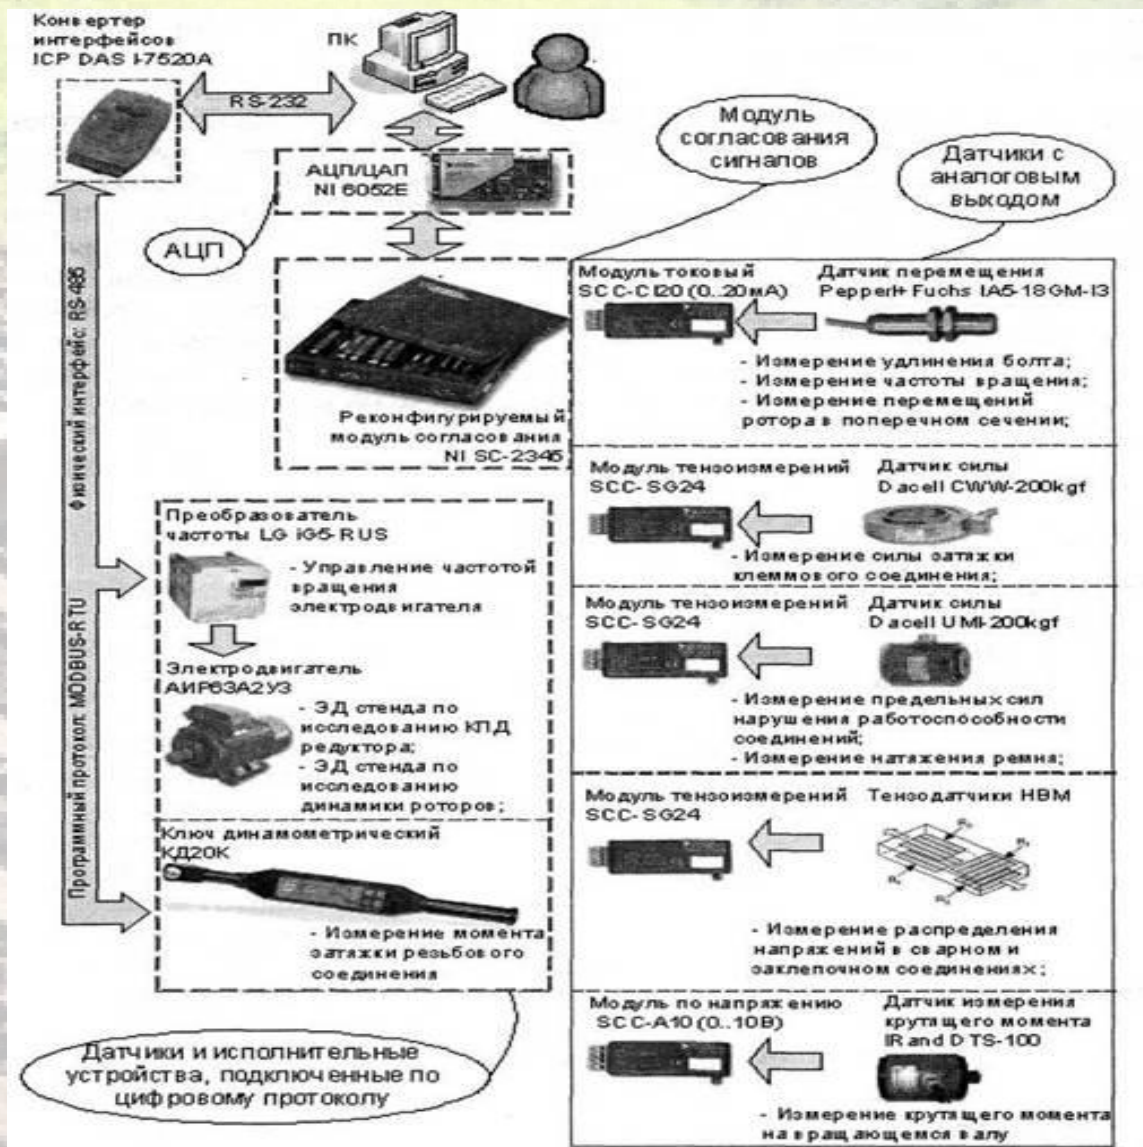 Конвертер
интерфейсов
ICP DAS I-7520A
ПК
RS-232
АЦП/ЦАП
NI 6052E
АЦП
Модуль
согласования
сигналов
Датчики с
аналоговым
выходом
Физический интерфейс: RS-485
Программный протокол: MODBUS-RTU
Реконфигурируемый
модуль согласования
NI SC-2345
Преобразователь
частоты LG iG5-RUS
- Управление частотой
вращения
электродвигателя
Электродвигатель
АИР63А2У3
- ЭД стенда по
исследованию КПД
редуктора;
- ЭД стенда по
исследованию
динамики роторов;
Ключ динамометрический
КД20К
- Измерение момента
затяжки резьбового
соединения
Датчики и исполнительные
устройства, подключенные по
цифровому протоколу
Модуль токовый
SCC-CI20 (0..20мА)
Датчик перемещения
Pepperl+Fuchs IA5-18GM-I3
- Измерение удлинения болта;
- Измерение частоты вращения;
- Измерение перемещений
ротора в поперечном сечении;
Модуль тензоизмерений
SCC-SG24
Датчик силы
Dacell CWW-200kgf
- Измерение силы затяжки
клеммового соединения;
Модуль тензоизмерений
SCC-SG24
Датчик силы
Dacell UMI-200kgf
- Измерение предельных сил
нарушения работоспособности
соединений;
- Измерение натяжения ремня;
Модуль тензоизмерений
SCC-SG24
Тензодатчики HBM
- Измерение распределения
напряжений в сварном и
заклепочном соединениях;
Модуль по напряжению
SCC-A10 (0..10В)
Датчик измерения
крутящего момента
IRandD TS-100
- Измерение крутящего момента
на вращающемся валу